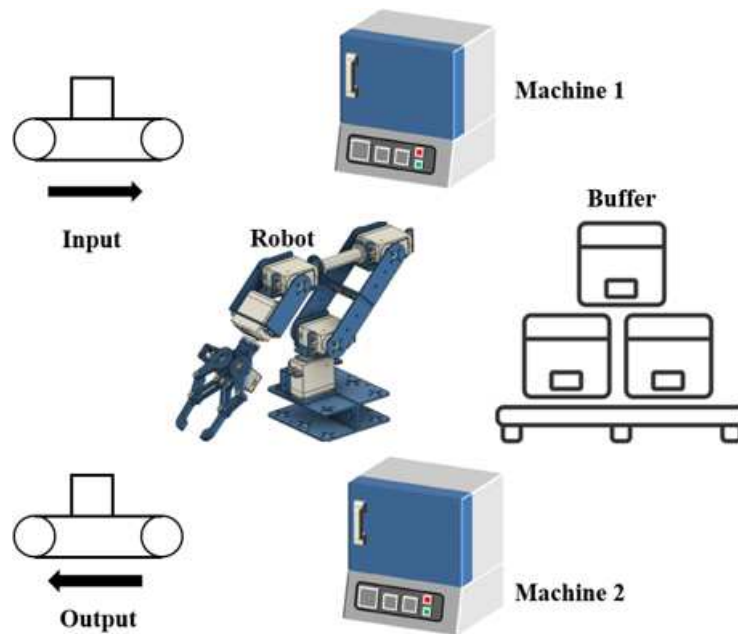 Machine 1
Input
Robot
Buffer
Output
Machine 2